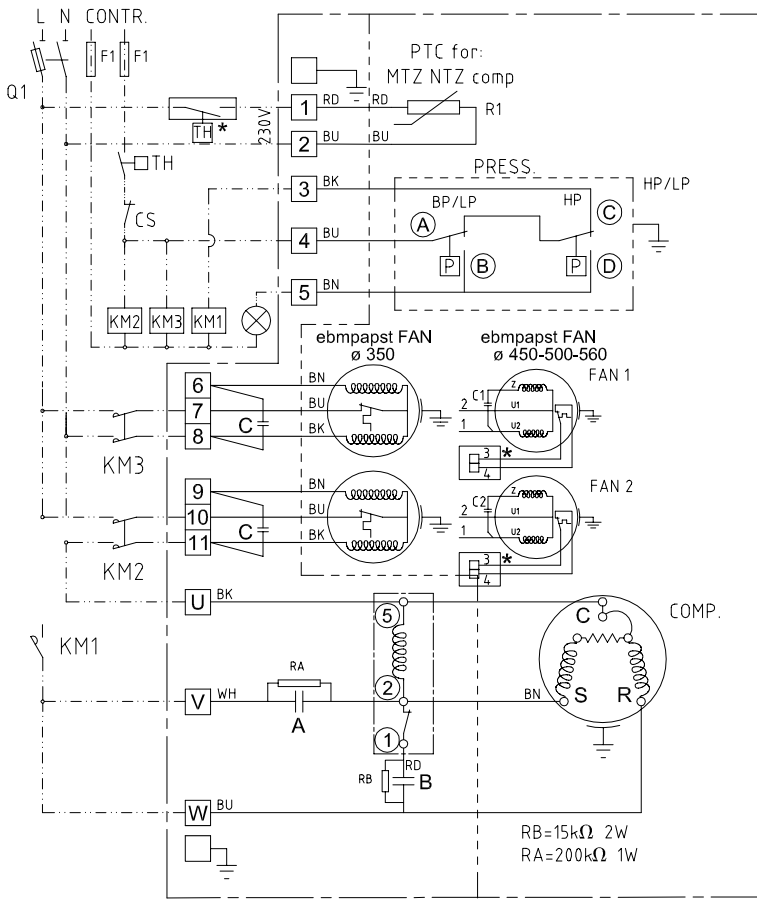 L N CONTR.
F1 F1
Q1
PTC for:
MTZ NTZ comp
1 RD RD R1
TH *
230V
2 BU BU
TH
PRESS.
3 BK
BP/LP HP HP/LP
A C
CS
4 BU
P B P D
5 BN
KM2 KM3 KM1
ebmpapst FAN
ø 350
ebmpapst FAN
ø 450-500-560
6 BN
FAN 1
C1 Z
7 BU
2 U1
8 C BK
1 U2
3 *
4
KM3
9 BN
FAN 2
C2 Z
10 BU
2 U1
C
11 BK
1 U2
3 *
4
KM2
U BK
5
C COMP.
KM1
RA
V WH
2
BN
S R
A
1
RD
RB B
W BU
RB=15kΩ 2W
RA=200kΩ 1W